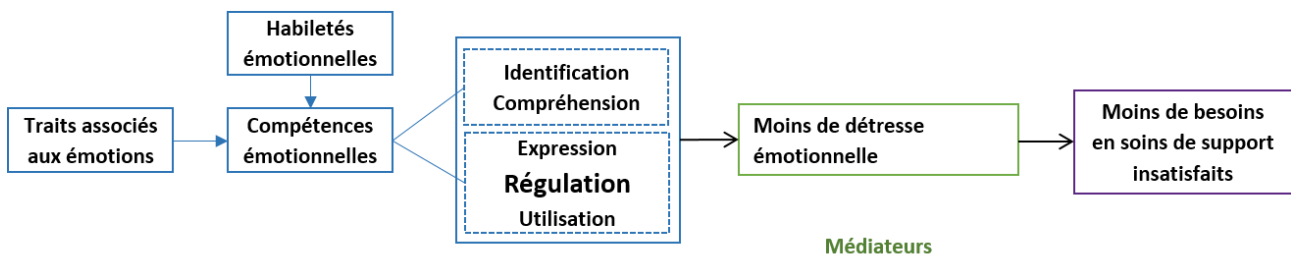 Habiletés
émotionnelles
Traits associés
aux émotions
Compétences
émotionnelles
Identification
Compréhension
Expression
Régulation
Utilisation
Moins de détresse
émotionnelle
Moins de besoins
en soins de support
insatisfaits
Médiateurs